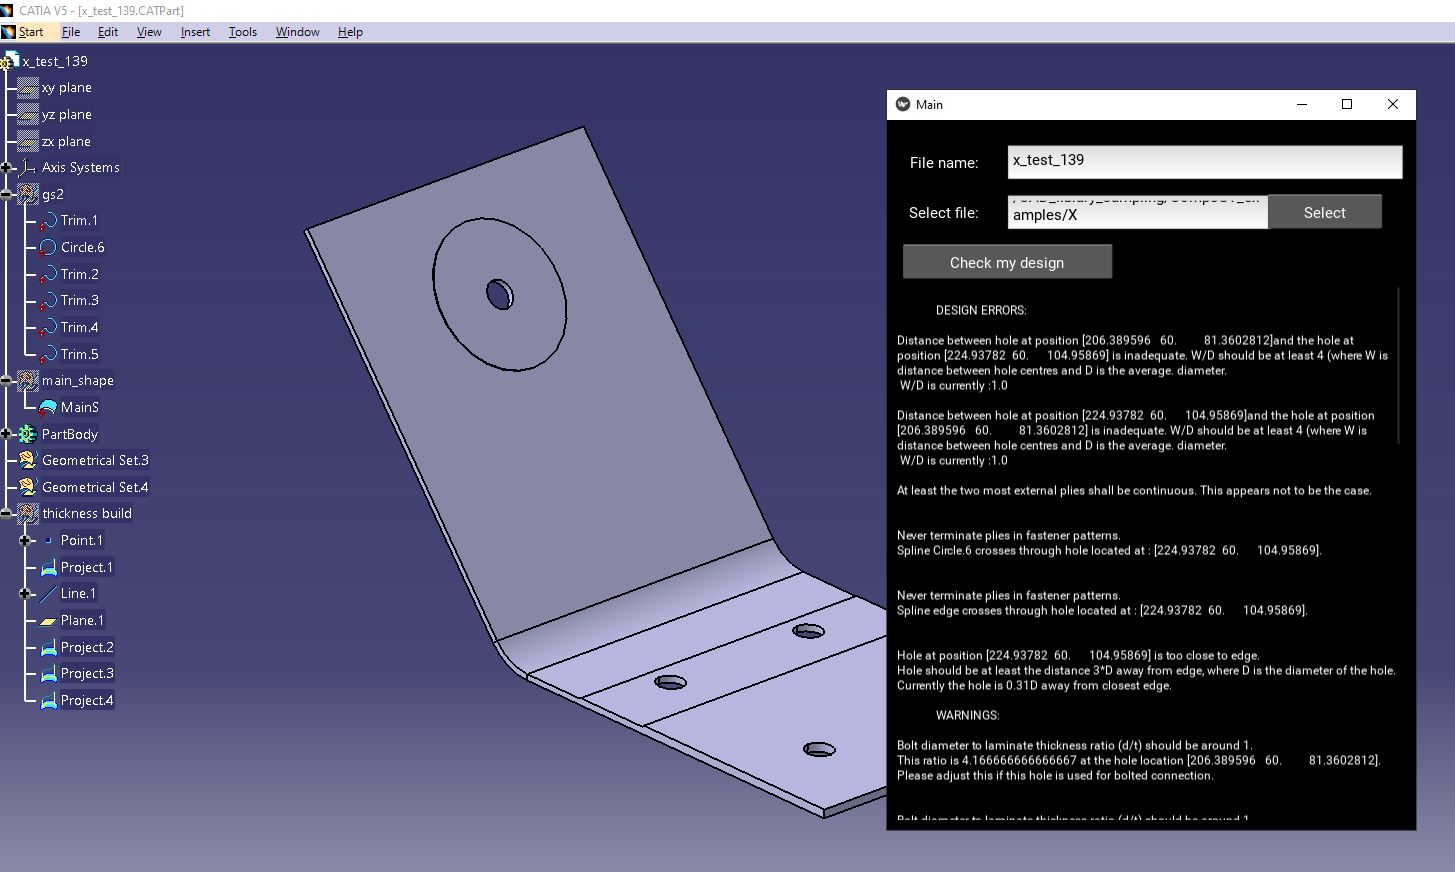 CATIA V5 - [x_test_139.CATPart]
Start File Edit View Insert Tools Window Help
x_test_139
xy plane
yz plane
zx plane
Axis Systems
gs2
Trim.1
Circle.6
Trim.2
Trim.3
Trim.4
Trim.5
main_shape
MainS
PartBody
Geometrical Set.3
Geometrical Set.4
thickness build
Point.1
Project.1
Line.1
Plane.1
Project.2
Project.3
Project.4
Main
File name: x_test_139
Select file: amples/X Select
Check my design
DESIGN ERRORS:
Distance between hole at position [206.389596 60. 81.3602812]and the hole at
position [224.93782 60. 104.95869] is inadequate. W/D should be at least 4 (where W is
distance between hole centres and D is the average. diameter.
W/D is currently :1.0
Distance between hole at position [224.93782 60. 104.95869]and the hole at position
[206.389596 60. 81.3602812] is inadequate. W/D should be at least 4 (where W is
distance between hole centres and D is the average. diameter.
W/D is currently :1.0
At least the two most external plies shall be continuous. This appears not to be the case.
Never terminate plies in fastener patterns.
Spline Circle.6 crosses through hole located at : [224.93782 60. 104.95869].
Never terminate plies in fastener patterns.
Spline edge crosses through hole located at : [224.93782 60. 104.95869].
Hole at position [224.93782 60. 104.95869] is too close to edge.
Hole should be at least the distance 3*D away from edge, where D is the diameter of the hole.
Currently the hole is 0.31D away from closest edge.
WARNINGS:
Bolt diameter to laminate thickness ratio (d/t) should be around 1.
This ratio is 4.166666666666667 at the hole location [206.389596 60. 81.3602812].
Please adjust this if this hole is used for bolted connection.
Bolt diameter to laminate thickness ratio (d/t) should be around 1.